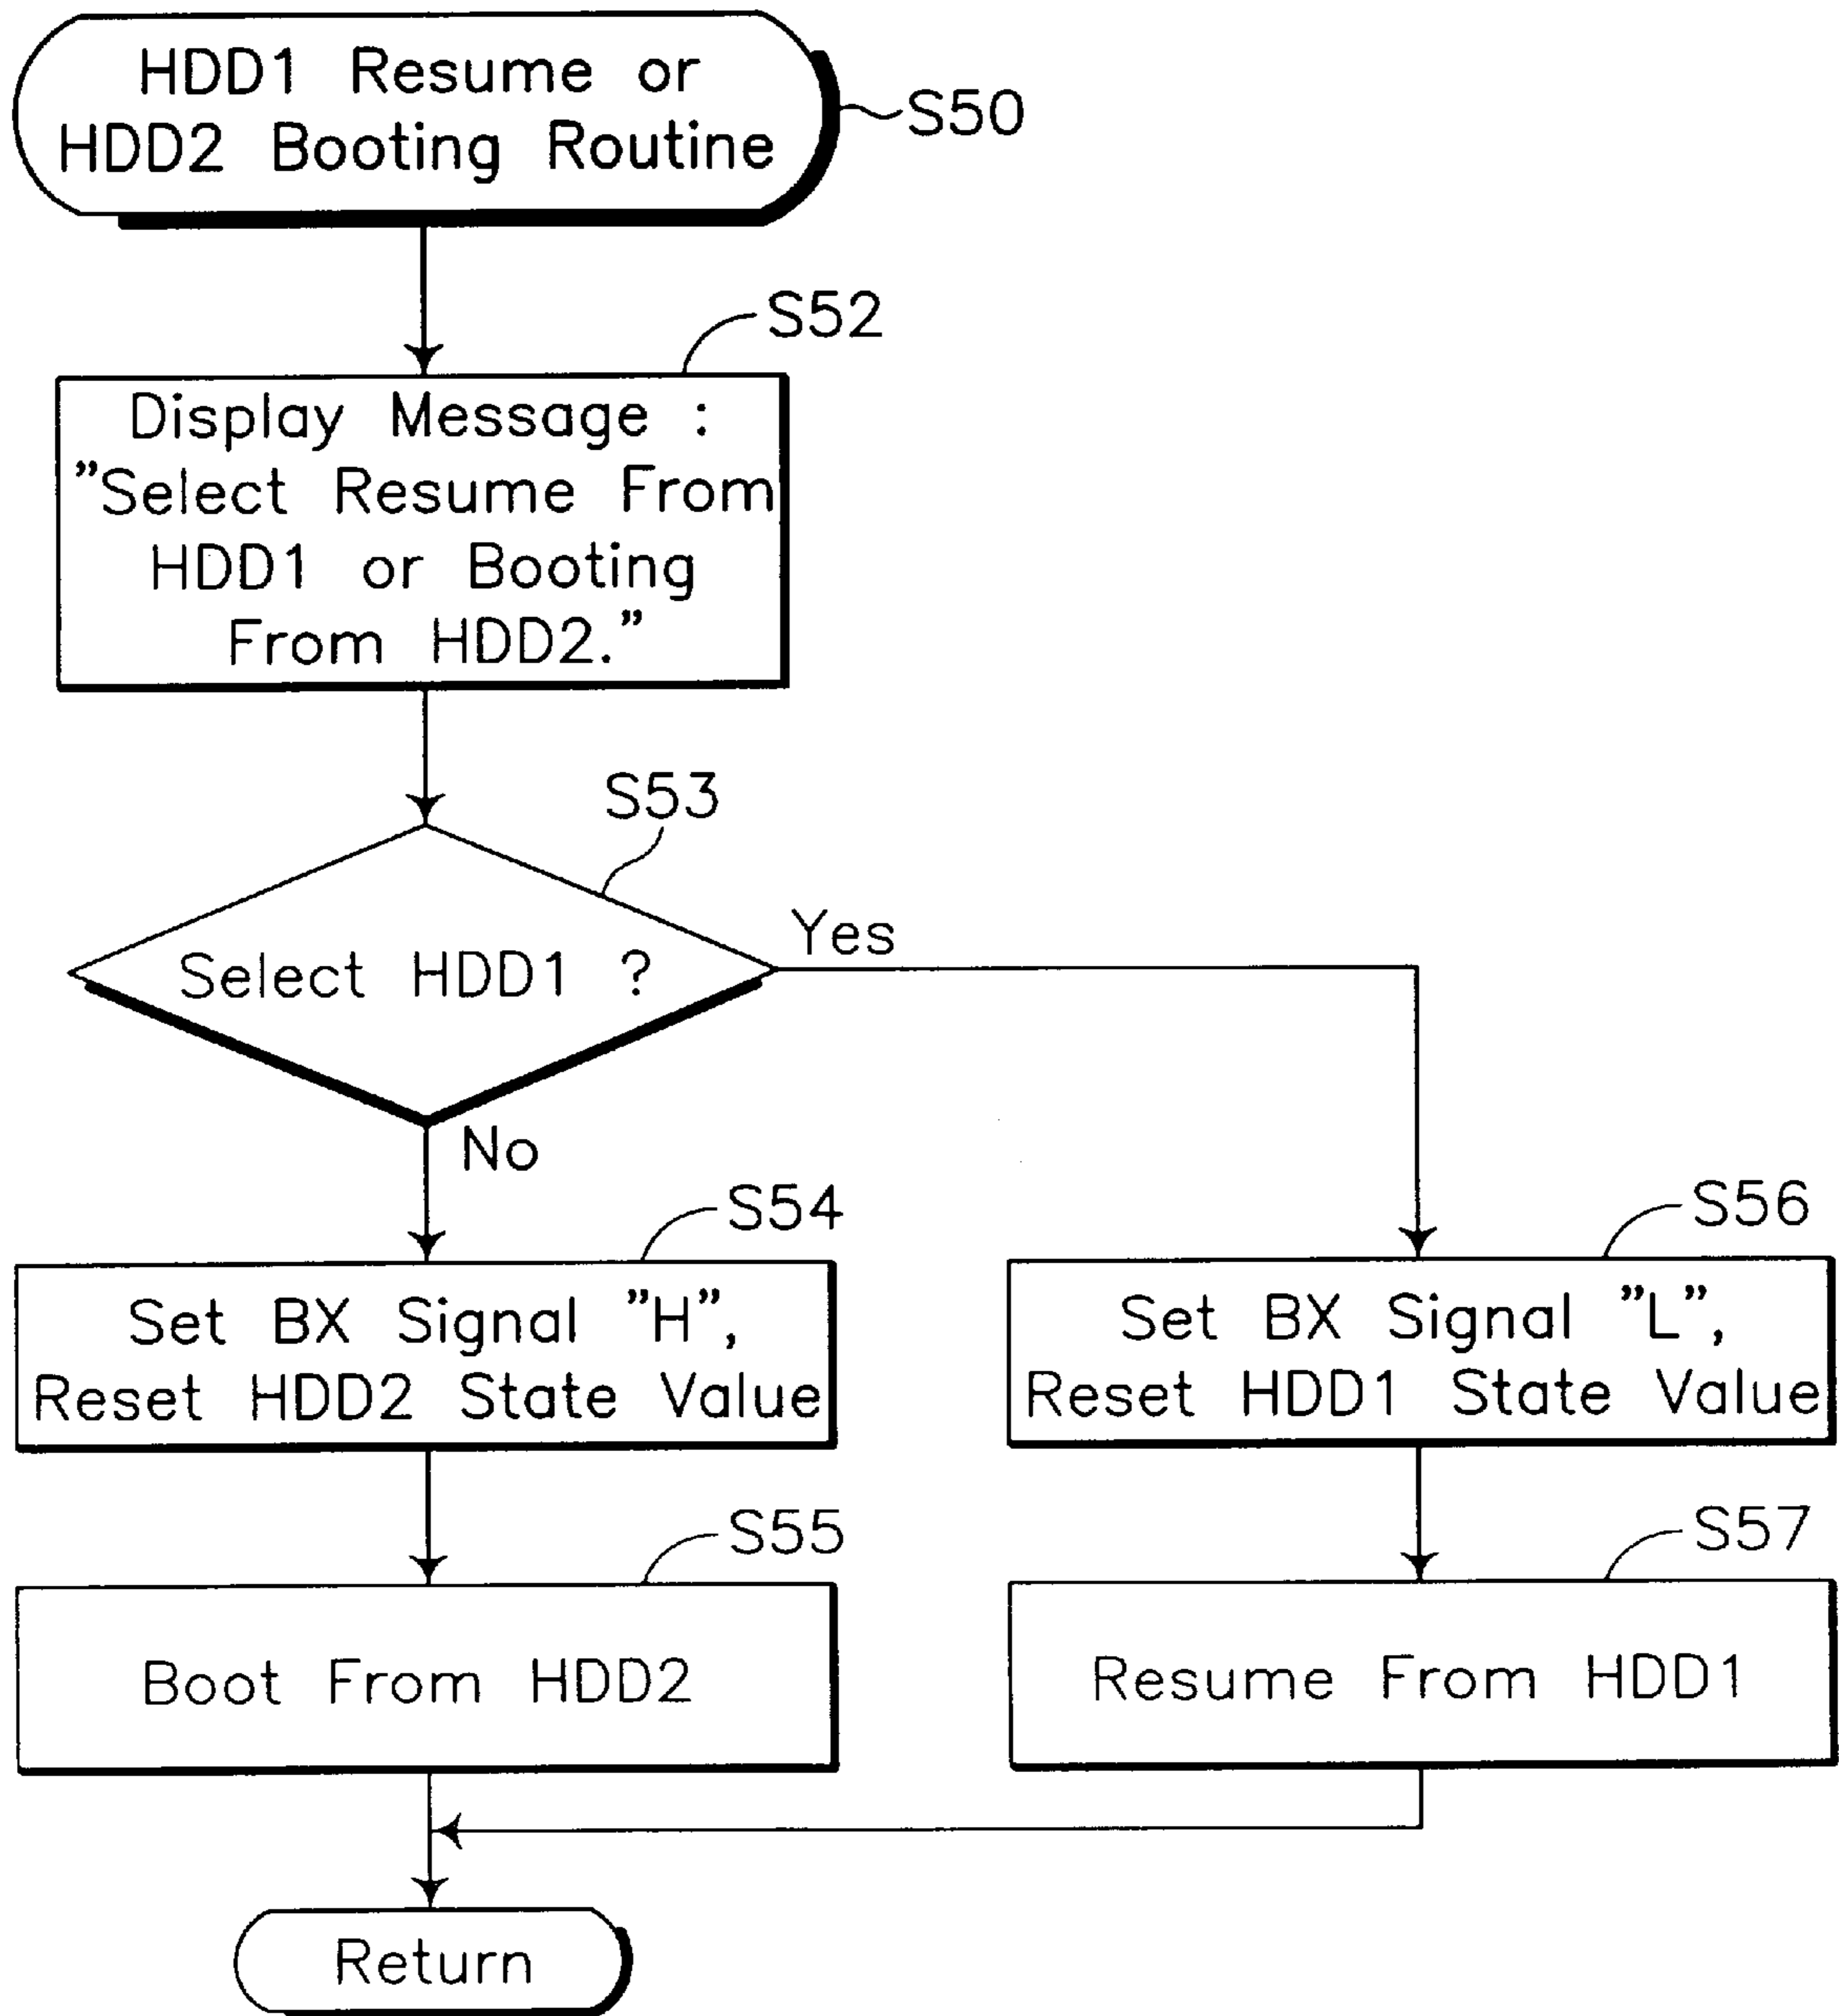 HDD1 Resume or
HDD2 Booting Routine
S50
S52
Display Message :
"Select Resume From
HDD1 or Booting
From HDD2."
S53
Select HDD1 ?
Yes
No
S54
Set BX Signal "H",
Reset HDD2 State Value
S56
Set BX Signal "L",
Reset HDD1 State Value
S55
Boot From HDD2
S57
Resume From HDD1
Return